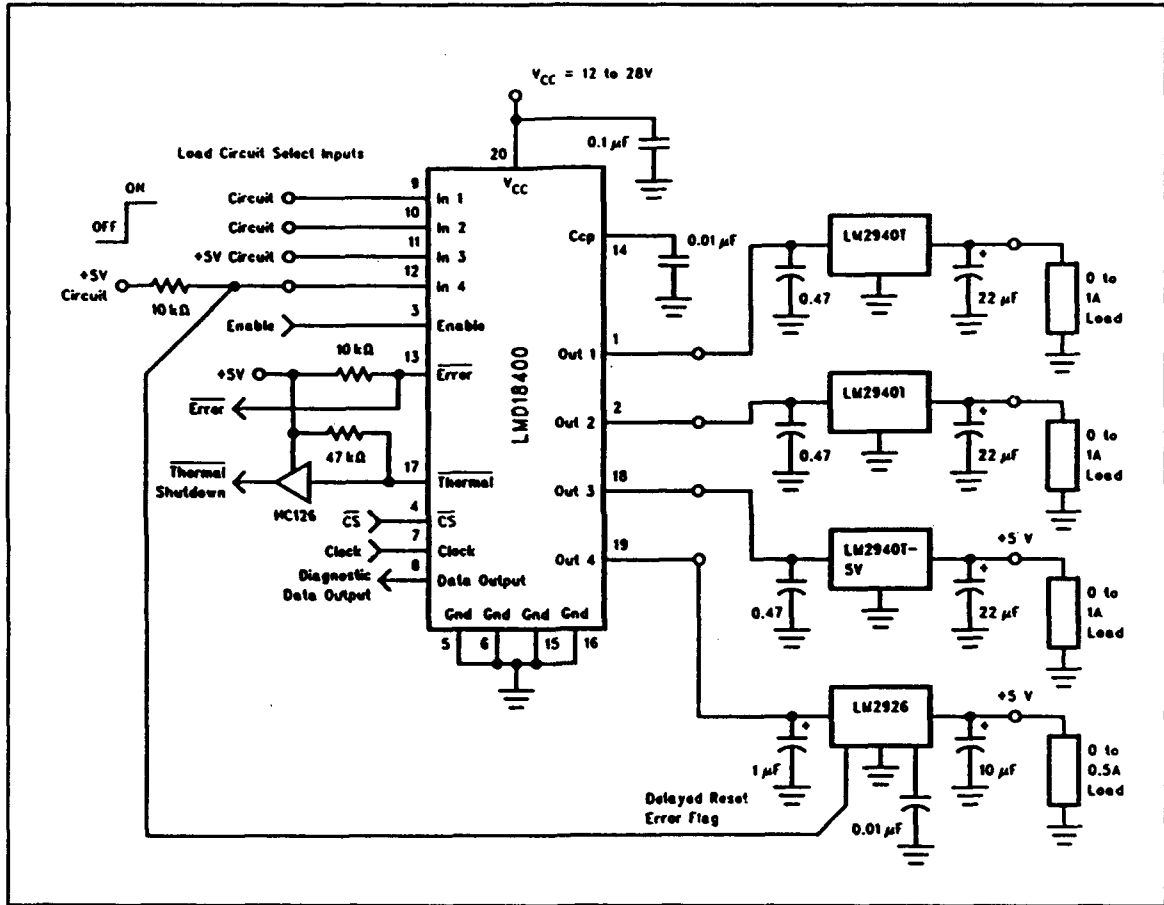 V_CC = 12 to 28V
0.1 µF
20
V_CC
Load Circuit Select Inputs
ON
OFF
Circuit
9
In 1
Circuit
10
In 2
+5V Circuit
11
In 3
+5V
Circuit
10 kΩ
12
In 4
Enable
3
Enable
10 kΩ
+5V
13
Error
Error
47 kΩ
Thermal
Shutdown
HC126
17
Thermal
CS
4
CS
Clock
7
Clock
Diagnostic
Data Output
8
Data Output
LMD18400
Gnd Gnd Gnd Gnd
5 6 15 16
Ccp
14
0.01 µF
Out 1
1
Out 2
2
Out 3
18
Out 4
19
0.47
LM2940T
+
22 µF
0 to
1A
Load
0.47
LM2940T
+
22 µF
0 to
1A
Load
0.47
LM2940T-
5V
+
22 µF
+5 V
0 to
1A
Load
+
1 µF
LM2926
+
10 µF
+5 V
0 to
0.5A
Load
0.01 µF
Delayed Reset
Error Flag